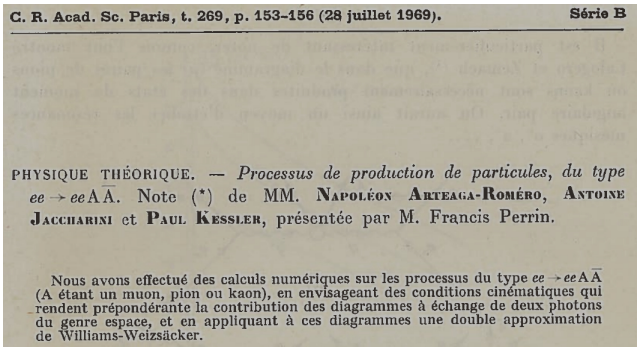 C. R. Acad. Sc. Paris, t. 269, p. 153-156 (28 juillet 1969). Série B
PHYSIQUE THÉORIQUE. — Processus de production de particules, du type
ee → ee A A̅. Note (*) de MM. Napoléon Arteaga-Roméro, Antoine
Jaccharini et Paul Kessler, présentée par M. Francis Perrin.
Nous avons effectué des calculs numériques sur les processus du type ee → ee A A̅
(A étant un muon, pion ou kaon), en envisageant des conditions cinématiques qui
rendent prépondérante la contribution des diagrammes à échange de deux photons
du genre espace, et en appliquant à ces diagrammes une double approximation
de Williams-Weizsäcker.